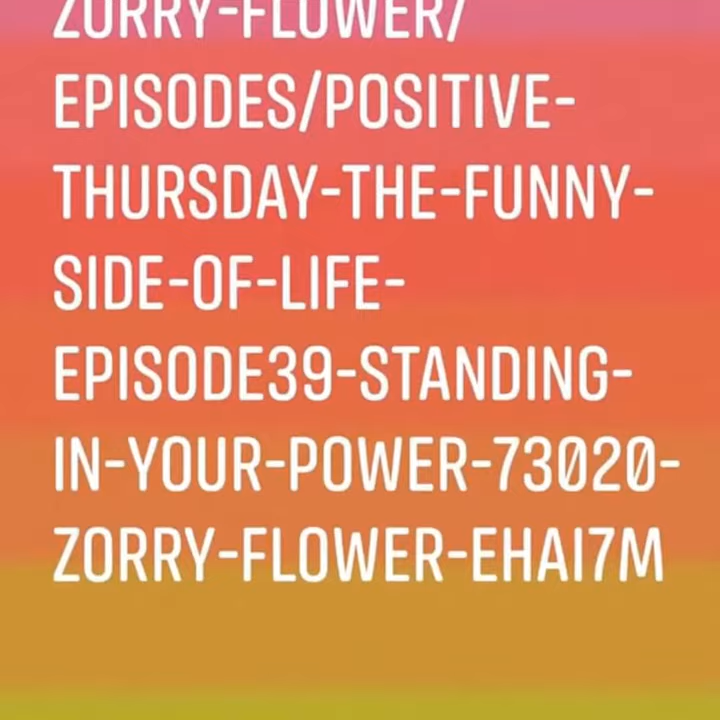 ZORRY-FLOWER/
EPISODES/POSITIVE-
THURSDAY-THE-FUNNY-
SIDE-OF-LIFE-
EPISODE39-STANDING-
IN-YOUR-POWER-73020-
ZORRY-FLOWER-EHAI7M